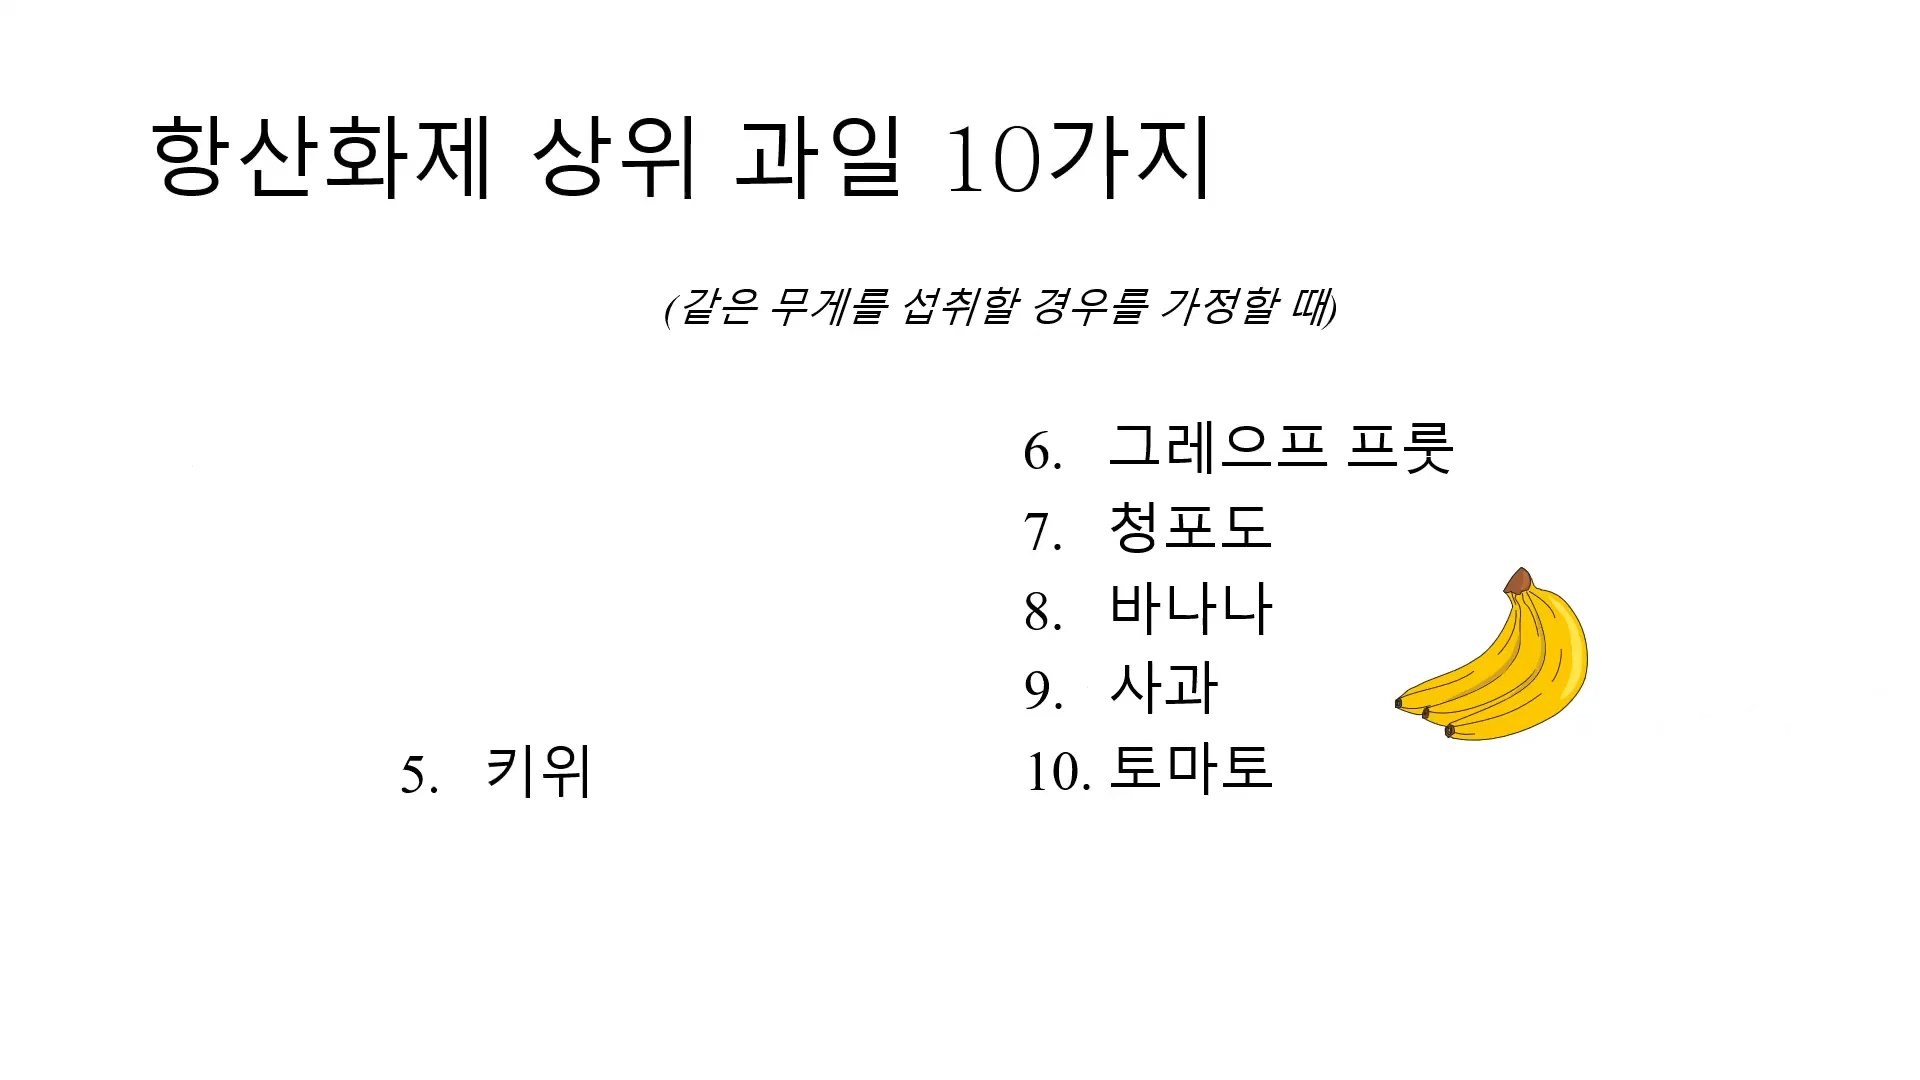 항산화제 상위 과일 10가지
(같은 무게를 섭취할 경우를 가정할 때)
5. 키위
6. 그레으프 프룻
7. 청포도
8. 바나나
9. 사과
10. 토마토